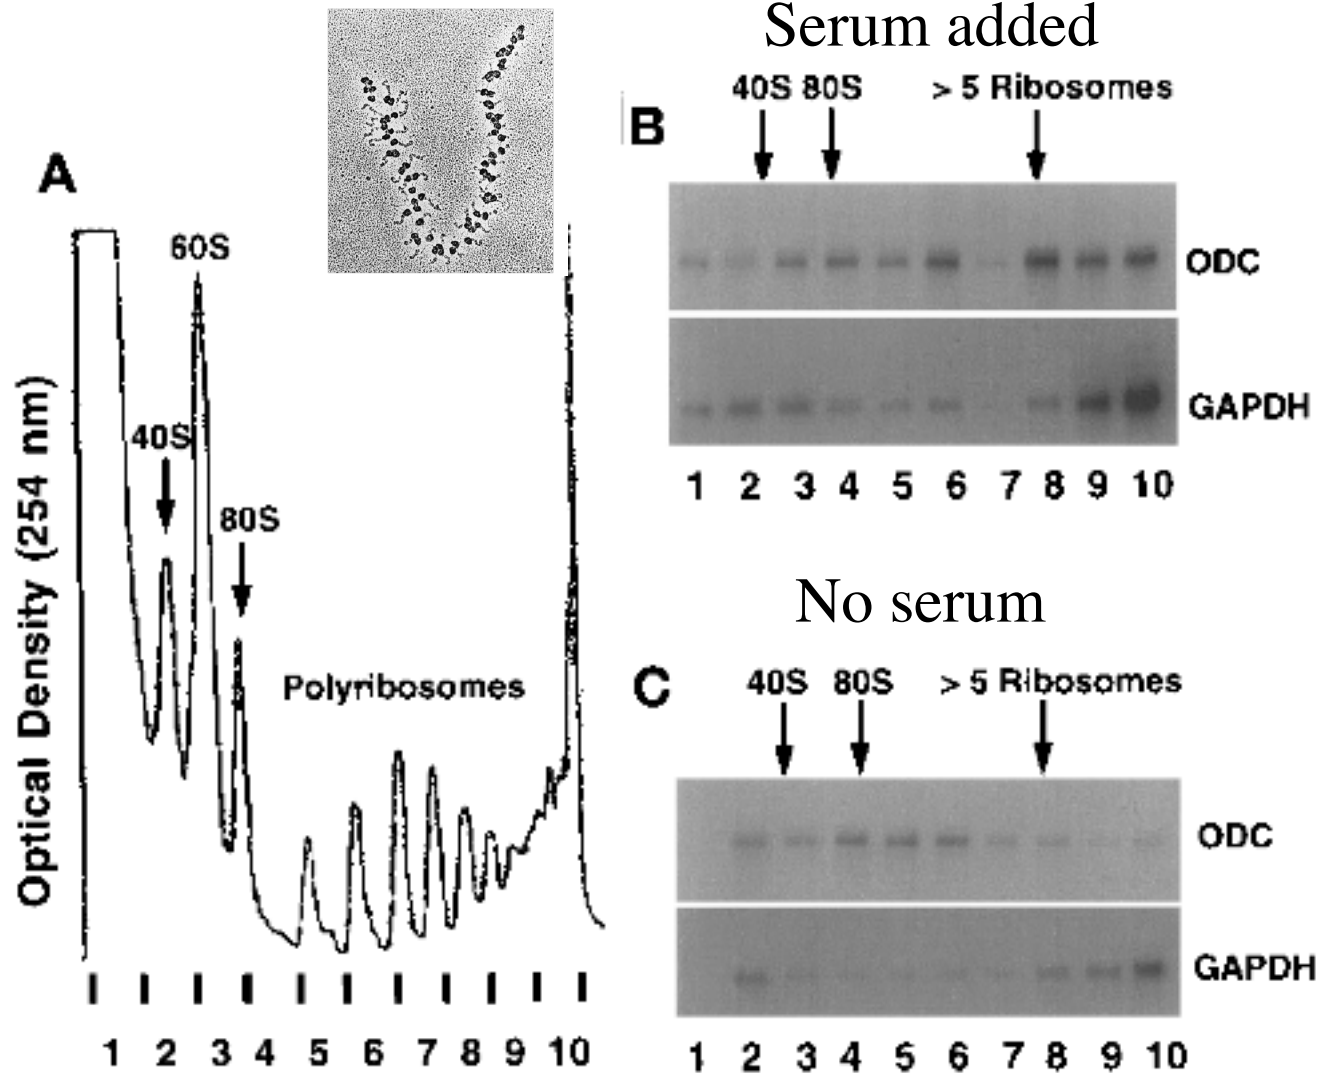 A
Optical Density (254 nm)
60S
40S
80S
Polyribosomes
1 2 3 4 5 6 7 8 9 10
Serum added
B
40S 80S > 5 Ribosomes
ODC
GAPDH
1 2 3 4 5 6 7 8 9 10
No serum
C
40S 80S > 5 Ribosomes
ODC
GAPDH
1 2 3 4 5 6 7 8 9 10